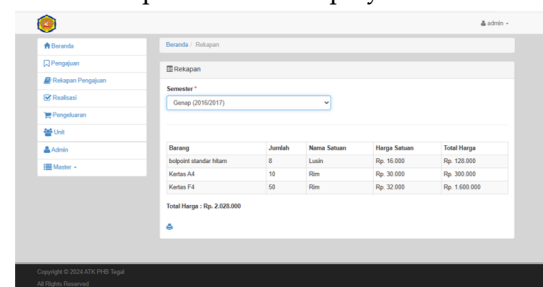 admin
Beranda
Pengajuan
Rekapan Pengajuan
Realisasi
Pengeluaran
Unit
Admin
Master
Beranda / Rekapan
Rekapan
Semester *
Genap (2016/2017)
Barang Jumlah Nama Satuan Harga Satuan Total Harga
bolpoint standar hitam 8 Lusin Rp. 16.000 Rp. 128.000
Kertas A4 10 Rim Rp. 30.000 Rp. 300.000
Kertas F4 50 Rim Rp. 32.000 Rp. 1.600.000
Total Harga : Rp. 2.028.000
Copyright © 2024 ATK PHB Tegal
All Rights Reserved